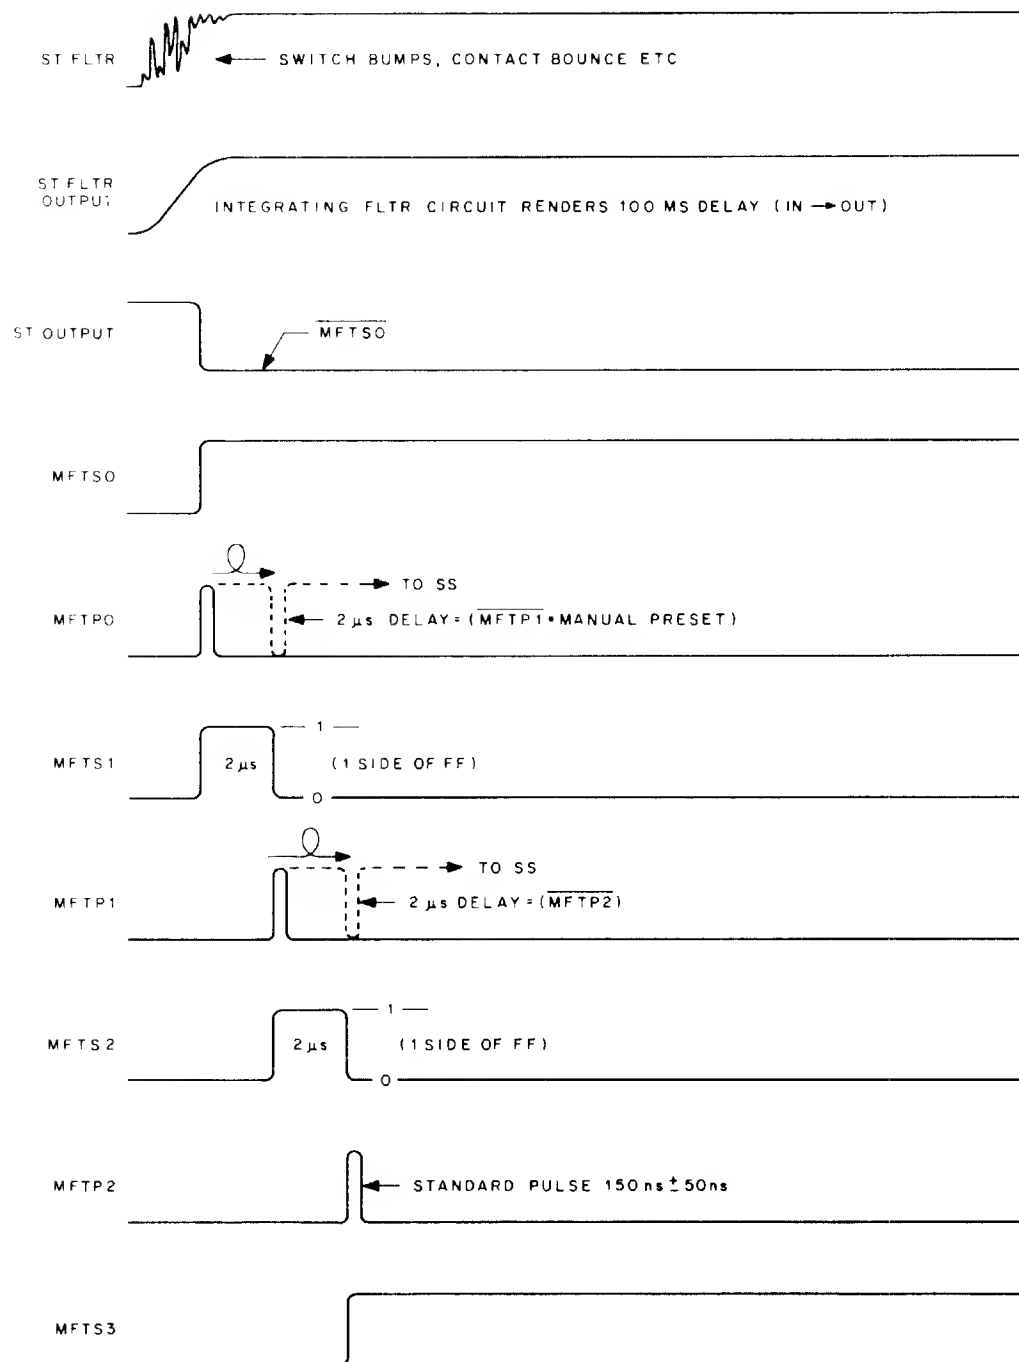 ST FLTR
SWITCH BUMPS, CONTACT BOUNCE ETC
ST FLTR
OUTPUT
INTEGRATING FLTR CIRCUIT RENDERS 100 MS DELAY (IN → OUT)
ST OUTPUT
MFTS0
MFTS0
TO SS
MFTP0
2 μs DELAY = (MFTP1 • MANUAL PRESET)
1
MFTS1
2 μs
(1 SIDE OF FF)
0
TO SS
MFTP1
2 μs DELAY = (MFTP2)
1
MFTS2
2 μs
(1 SIDE OF FF)
0
MFTP2
STANDARD PULSE 150 ns ± 50ns
MFTS3